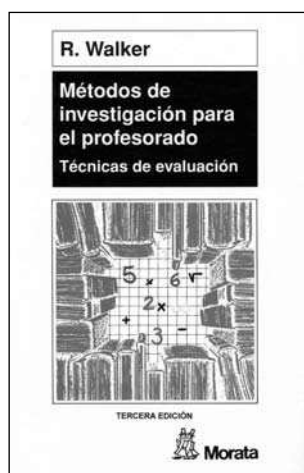 R. Walker
Métodos de
investigación para
el profesorado
Técnicas de evaluación
5 × 6 √
2 ×
+ 3 -
TERCERA EDICIÓN
Morata